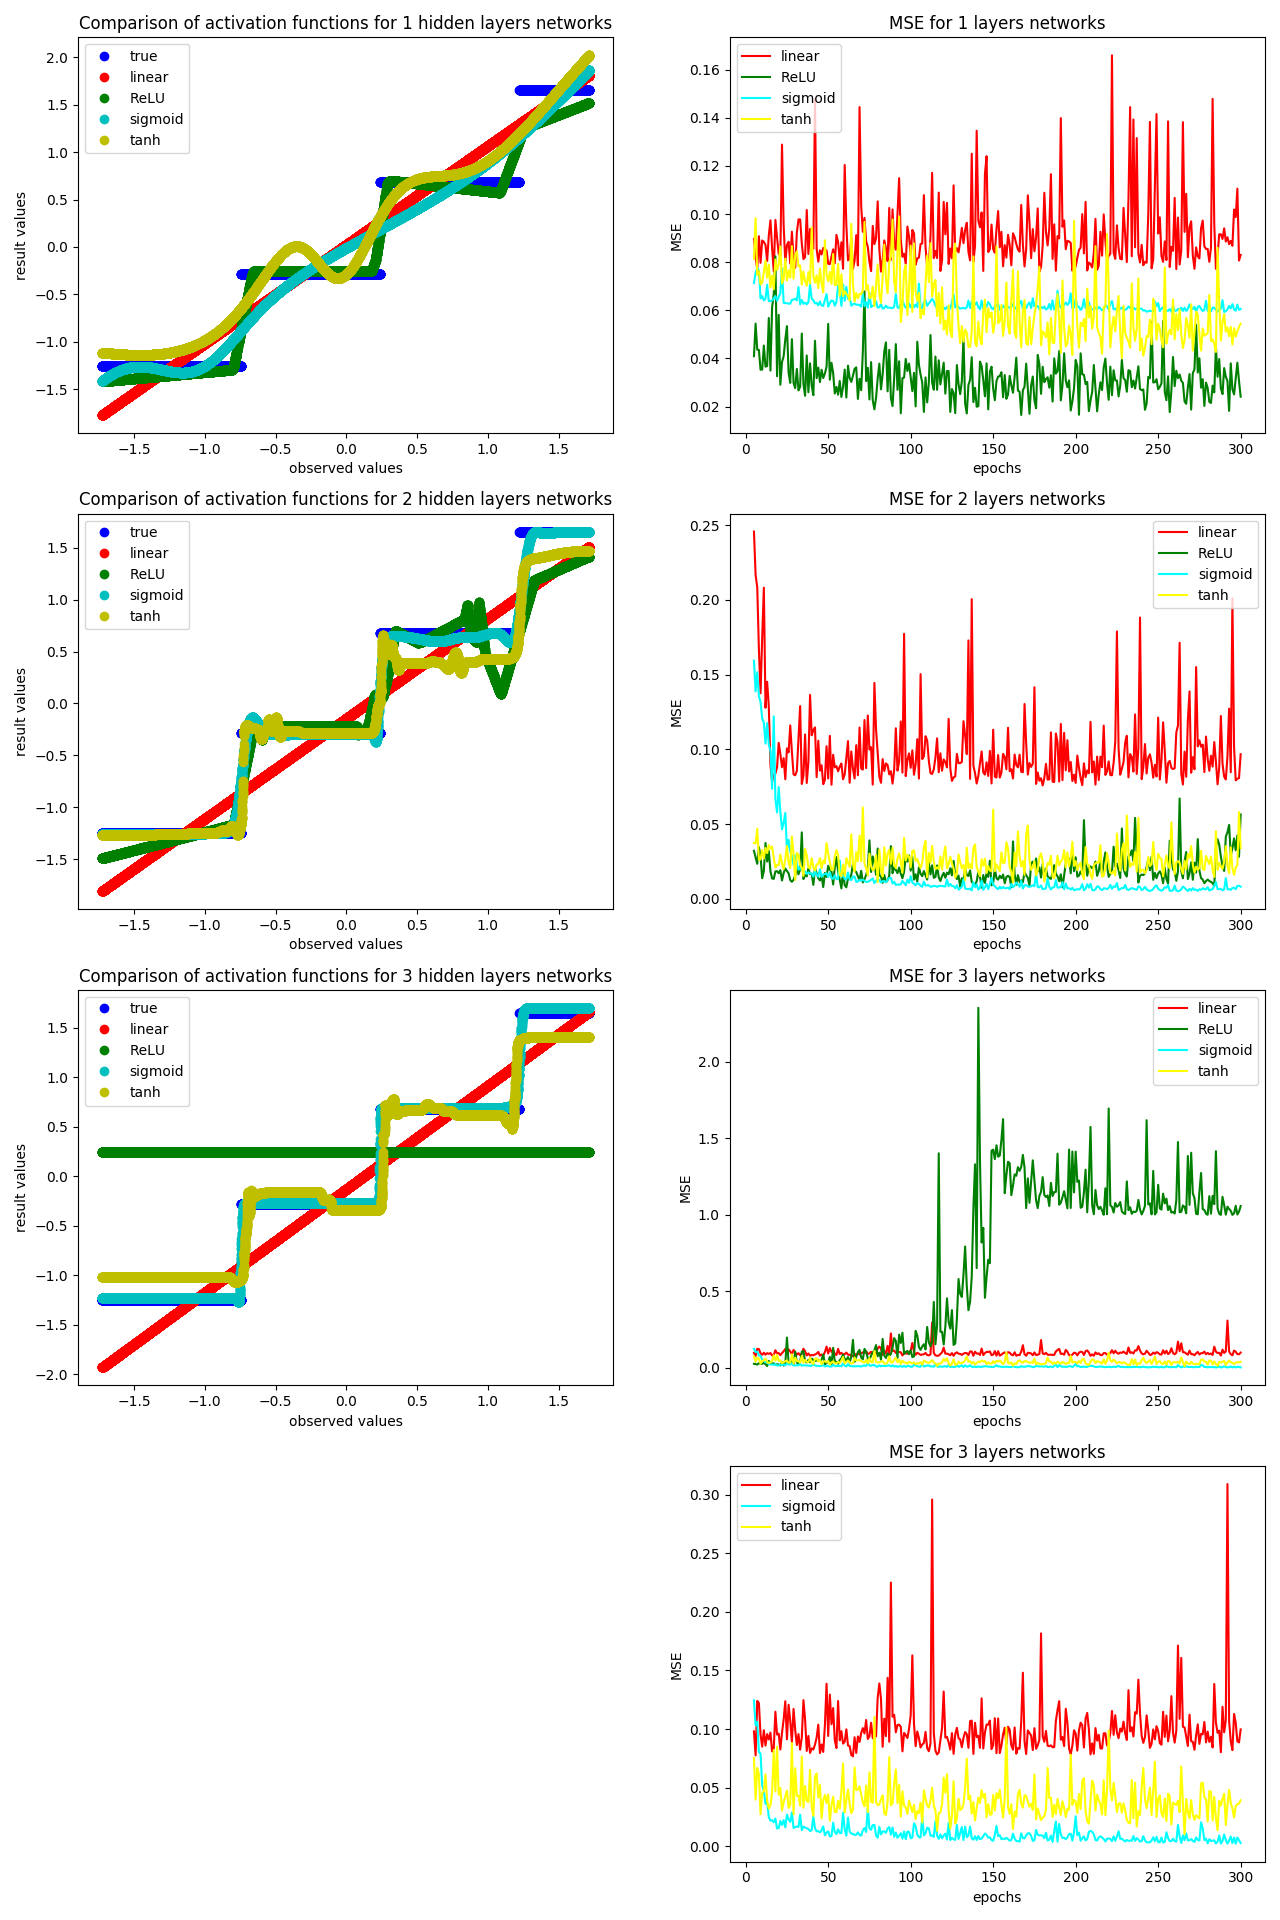 Comparison of activation functions for 1 hidden layers networks
true
linear
ReLU
sigmoid
tanh
2.0
1.5
1.0
0.5
0.0
−0.5
−1.0
−1.5
result values
−1.5 −1.0 −0.5 0.0 0.5 1.0 1.5
observed values
MSE for 1 layers networks
linear
ReLU
sigmoid
tanh
0.16
0.14
0.12
0.10
0.08
0.06
0.04
0.02
MSE
0 50 100 150 200 250 300
epochs
Comparison of activation functions for 2 hidden layers networks
true
linear
ReLU
sigmoid
tanh
1.5
1.0
0.5
0.0
−0.5
−1.0
−1.5
result values
−1.5 −1.0 −0.5 0.0 0.5 1.0 1.5
observed values
MSE for 2 layers networks
linear
ReLU
sigmoid
tanh
0.25
0.20
0.15
0.10
0.05
0.00
MSE
0 50 100 150 200 250 300
epochs
Comparison of activation functions for 3 hidden layers networks
true
linear
ReLU
sigmoid
tanh
1.5
1.0
0.5
0.0
−0.5
−1.0
−1.5
−2.0
result values
−1.5 −1.0 −0.5 0.0 0.5 1.0 1.5
observed values
MSE for 3 layers networks
linear
ReLU
sigmoid
tanh
2.0
1.5
1.0
0.5
0.0
MSE
0 50 100 150 200 250 300
epochs
MSE for 3 layers networks
linear
sigmoid
tanh
0.30
0.25
0.20
0.15
0.10
0.05
0.00
MSE
0 50 100 150 200 250 300
epochs